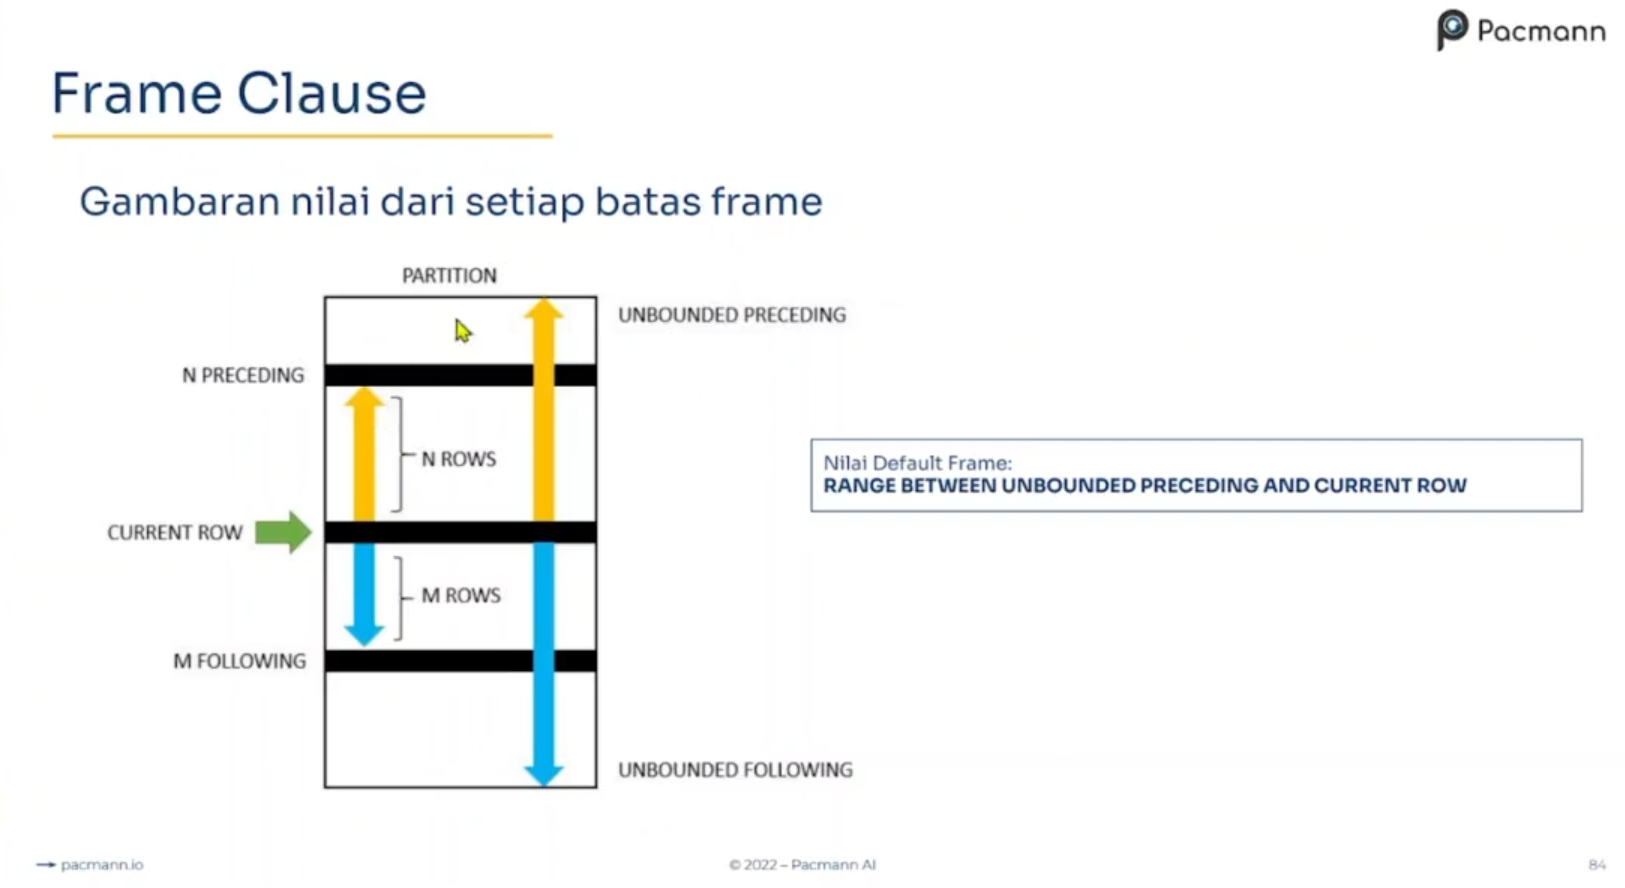 Pacmann
Frame Clause
Gambaran nilai dari setiap batas frame
PARTITION
UNBOUNDED PRECEDING
N PRECEDING
N ROWS
Nilai Default Frame:
RANGE BETWEEN UNBOUNDED PRECEDING AND CURRENT ROW
CURRENT ROW
M ROWS
M FOLLOWING
UNBOUNDED FOLLOWING
pacmann.io
© 2022 – Pacmann AI
84